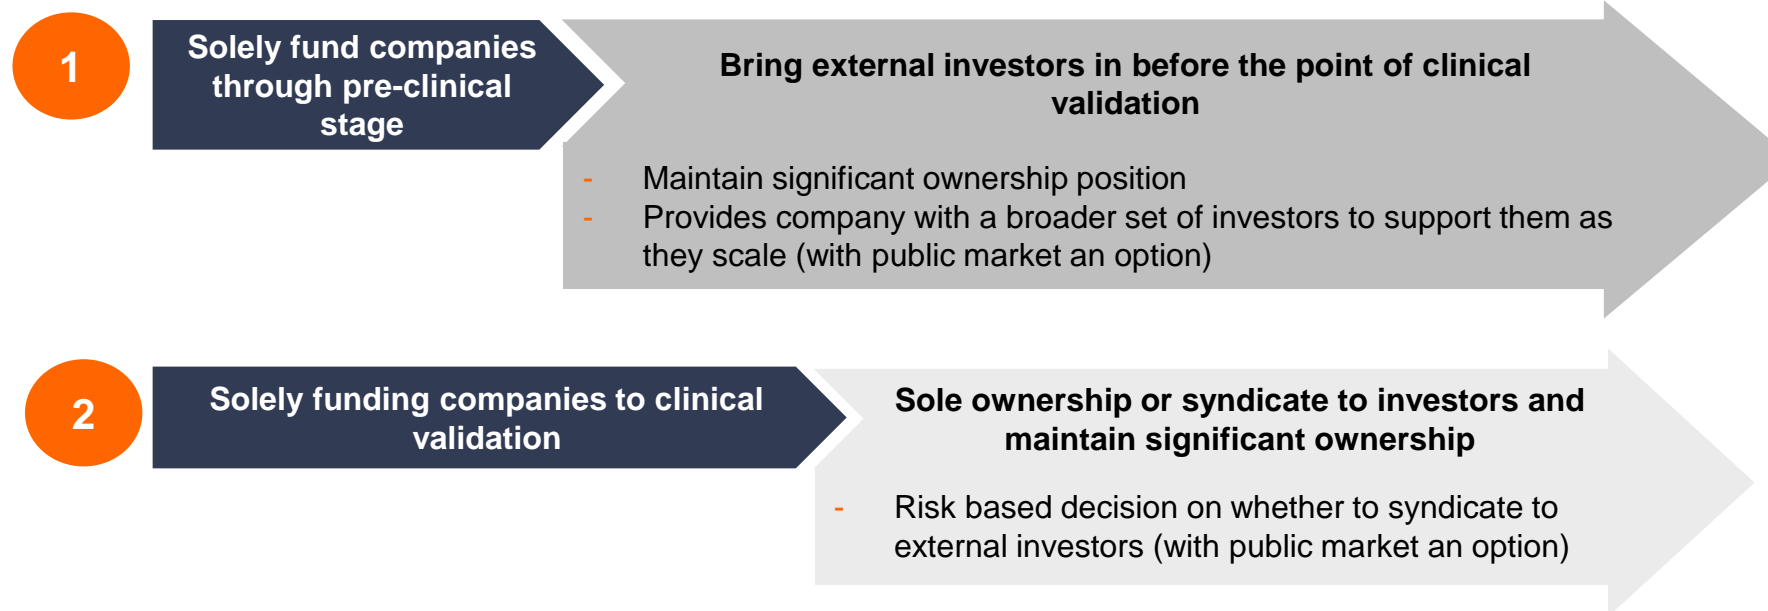 1
Solely fund companies
through pre-clinical
stage
Bring external investors in before the point of clinical
validation
- Maintain significant ownership position
- Provides company with a broader set of investors to support them as
they scale (with public market an option)
2
Solely funding companies to clinical
validation
Sole ownership or syndicate to investors and
maintain significant ownership
- Risk based decision on whether to syndicate to
external investors (with public market an option)